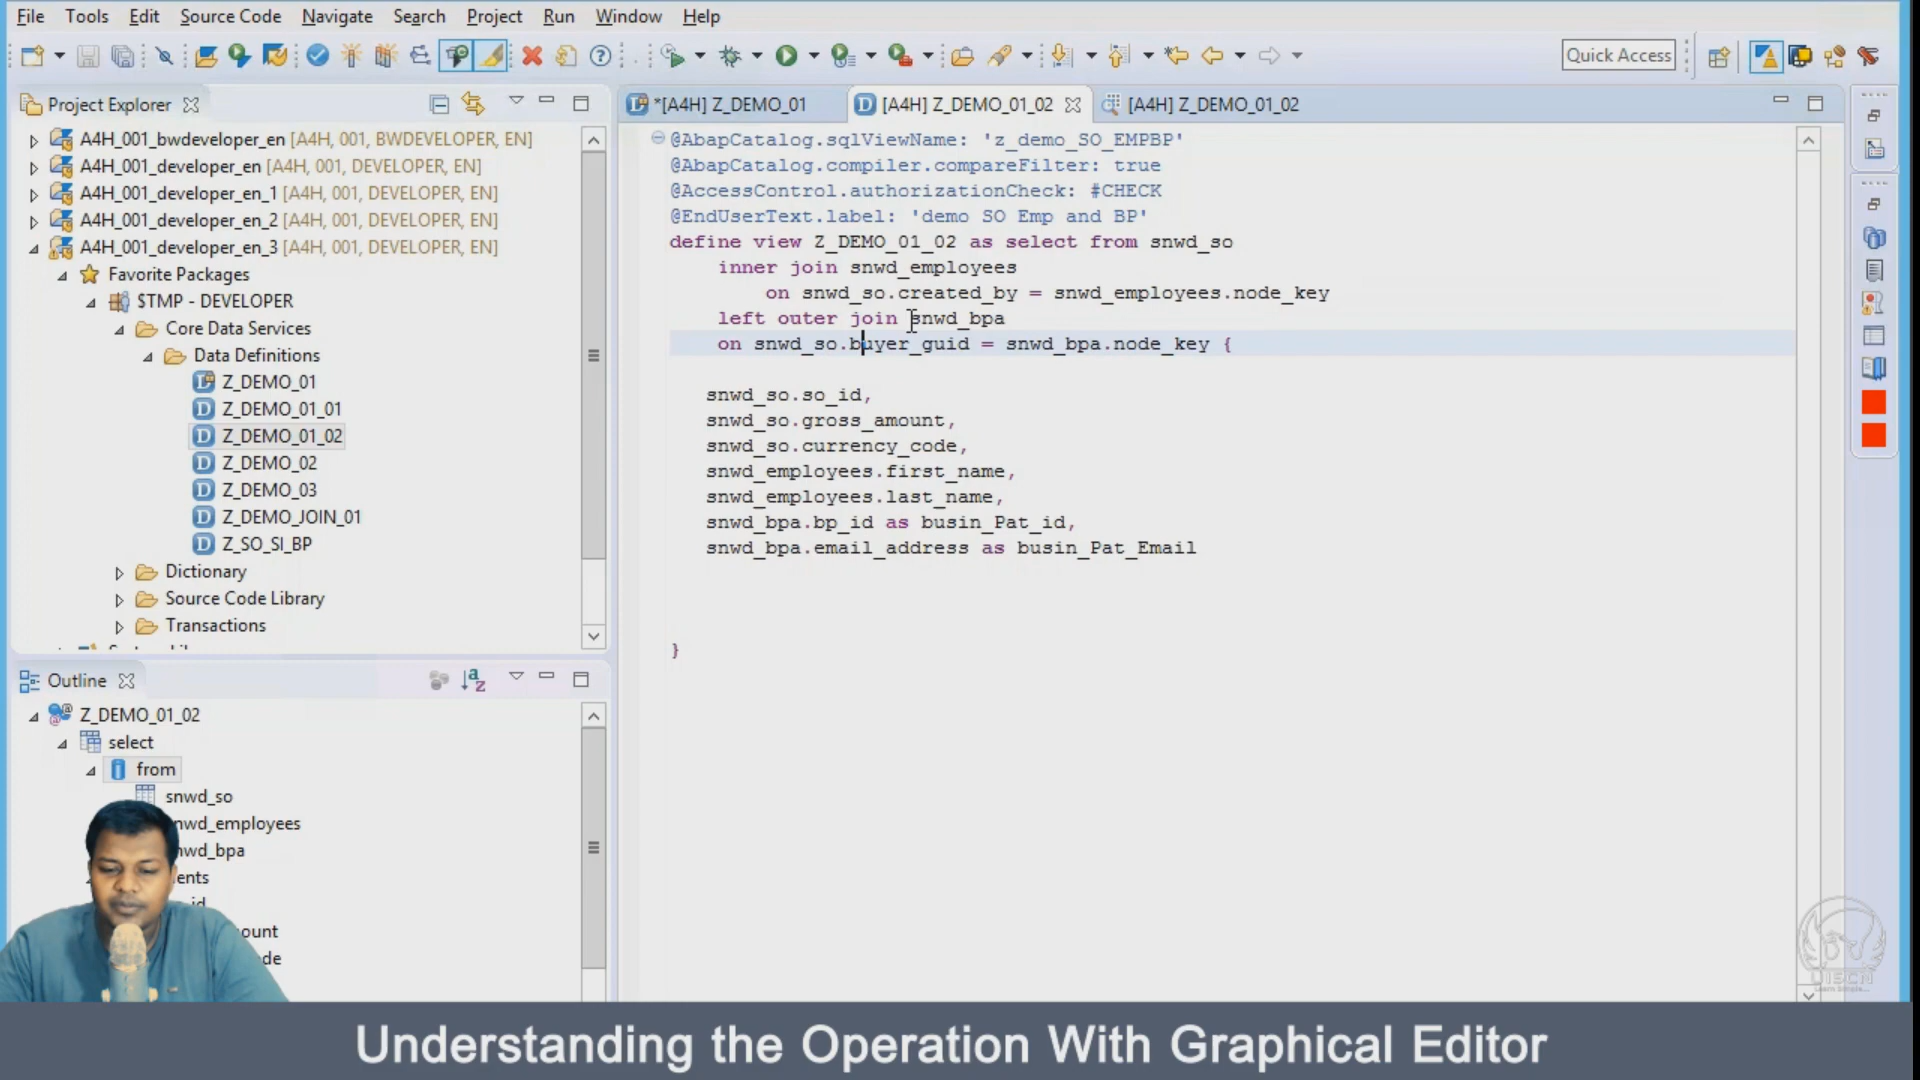 File Tools Edit Source Code Navigate Search Project Run Window Help
Quick Access
Project Explorer
*[A4H] Z_DEMO_01
[A4H] Z_DEMO_01_02
[A4H] Z_DEMO_01_02
A4H_001_bwdeveloper_en [A4H, 001, BWDEVELOPER, EN]
A4H_001_developer_en [A4H, 001, DEVELOPER, EN]
A4H_001_developer_en_1 [A4H, 001, DEVELOPER, EN]
A4H_001_developer_en_2 [A4H, 001, DEVELOPER, EN]
A4H_001_developer_en_3 [A4H, 001, DEVELOPER, EN]
Favorite Packages
$TMP - DEVELOPER
Core Data Services
Data Definitions
Z_DEMO_01
Z_DEMO_01_01
Z_DEMO_01_02
Z_DEMO_02
Z_DEMO_03
Z_DEMO_JOIN_01
Z_SO_SI_BP
Dictionary
Source Code Library
Transactions
@AbapCatalog.sqlViewName: 'z_demo_SO_EMPBP'
@AbapCatalog.compiler.compareFilter: true
@AccessControl.authorizationCheck: #CHECK
@EndUserText.label: 'demo SO Emp and BP'
define view Z_DEMO_01_02 as select from snwd_so
inner join snwd_employees
on snwd_so.created_by = snwd_employees.node_key
left outer join snwd_bpa
on snwd_so.buyer_guid = snwd_bpa.node_key {
snwd_so.so_id,
snwd_so.gross_amount,
snwd_so.currency_code,
snwd_employees.first_name,
snwd_employees.last_name,
snwd_bpa.bp_id as busin_Pat_id,
snwd_bpa.email_address as busin_Pat_Email
}
Outline
Z_DEMO_01_02
select
from
snwd_so
nwd_employees
nwd_bpa
ents
id
ount
de
Understanding the Operation With Graphical Editor